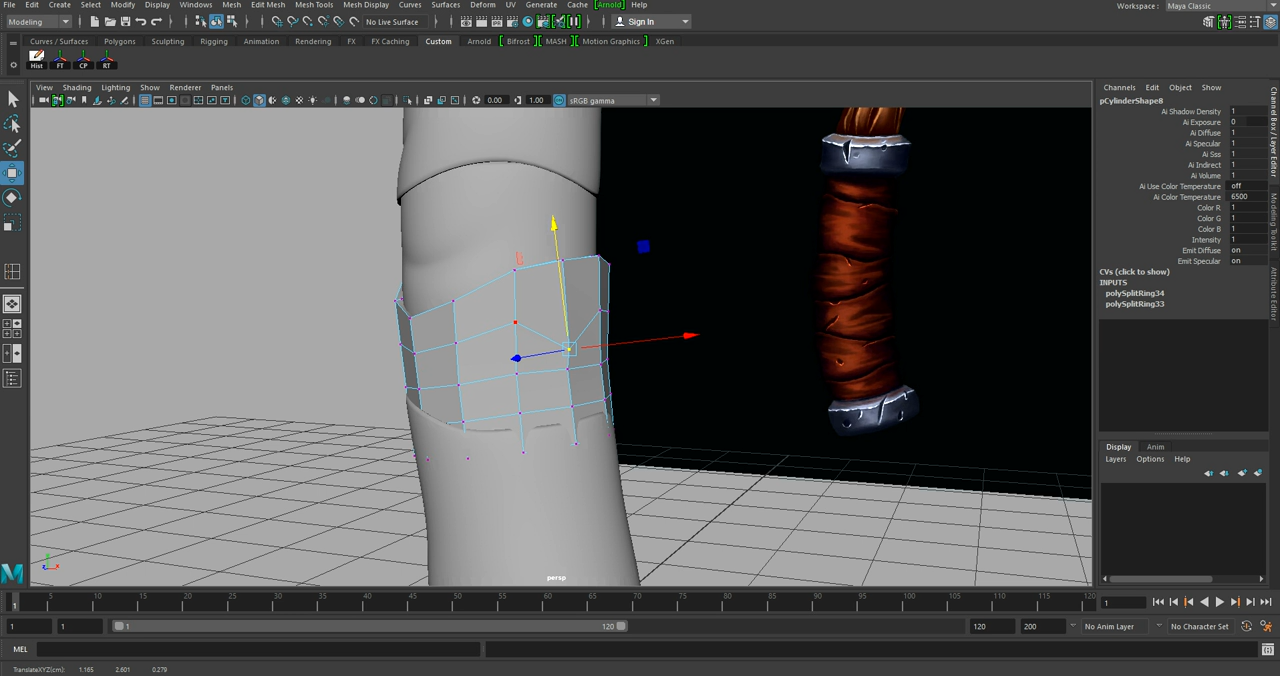 File Edit Create Select Modify Display Windows Mesh Edit Mesh Mesh Tools Mesh Display Curves Surfaces Deform UV Generate Cache [Arnold] Help Workspace : Maya Classic
Modeling No Live Surface Sign In
Curves / Surfaces Polygons Sculpting Rigging Animation Rendering FX FX Caching Custom Arnold Bifrost MASH Motion Graphics XGen
Hist FT CP RT
View Shading Lighting Show Renderer Panels
0.00 1.00 sRGB gamma
Channels Edit Object Show
pCylinderShape8
Ai Shadow Density 1
Ai Exposure 0
Ai Diffuse 1
Ai Specular 1
Ai Sss 1
Ai Indirect 1
Ai Volume 1
Ai Use Color Temperature off
Ai Color Temperature 6500
Color R 1
Color G 1
Color B 1
Intensity 1
Emit Diffuse on
Emit Specular on
CVs (click to show)
INPUTS
polySplitRing34
polySplitRing33
Channel Box / Layer Editor
Modeling Toolkit
Attribute Editor
Display Anim
Layers Options Help
persp
5 10 15 20 25 30 35 40 45 50 55 60 65 70 75 80 85 90 95 100 105 110 115 120
1 1
1 1 1 120 120 200 No Anim Layer No Character Set
MEL
TranslateXYZ(cm): 1.165 2.601 0.279